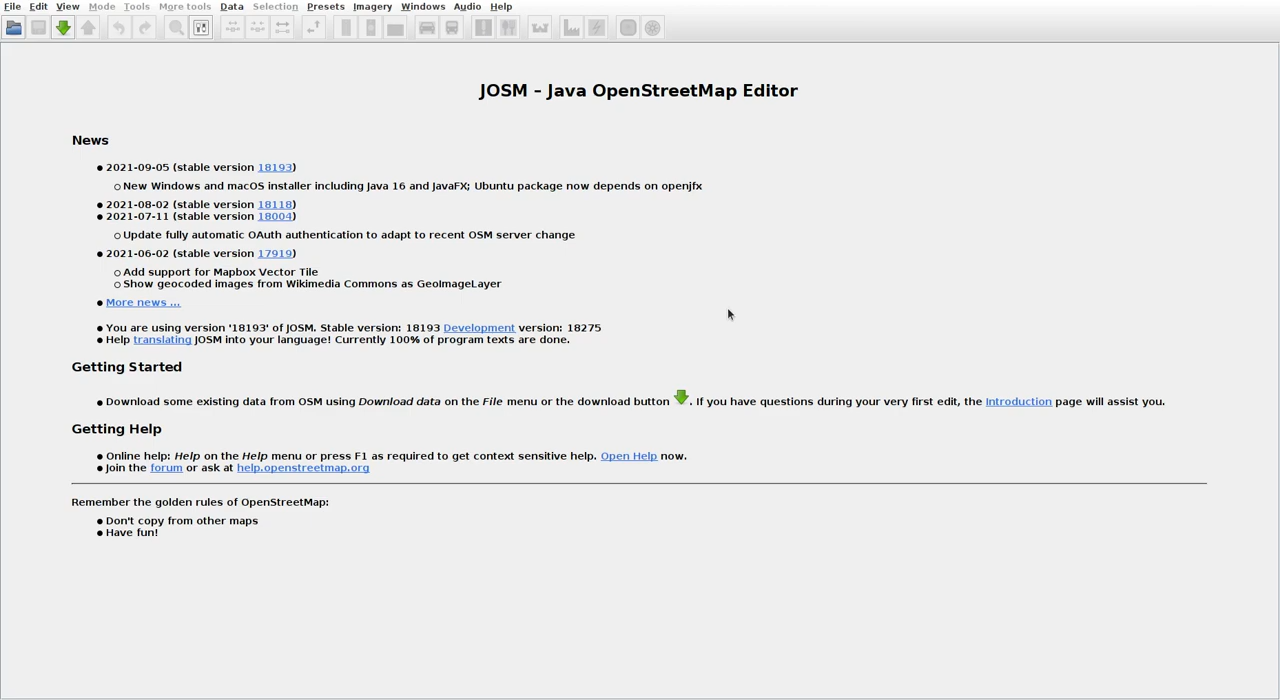 File Edit View Mode Tools More tools Data Selection Presets Imagery Windows Audio Help
JOSM – Java OpenStreetMap Editor
News
2021-09-05 (stable version 18193)
New Windows and macOS installer including Java 16 and JavaFX; Ubuntu package now depends on openjfx
2021-08-02 (stable version 18118)
2021-07-11 (stable version 18004)
Update fully automatic OAuth authentication to adapt to recent OSM server change
2021-06-02 (stable version 17919)
Add support for Mapbox Vector Tile
Show geocoded images from Wikimedia Commons as GeoImageLayer
More news ...
You are using version '18193' of JOSM. Stable version: 18193 Development version: 18275
Help translating JOSM into your language! Currently 100% of program texts are done.
Getting Started
Download some existing data from OSM using Download data on the File menu or the download button . If you have questions during your very first edit, the Introduction page will assist you.
Getting Help
Online help: Help on the Help menu or press F1 as required to get context sensitive help. Open Help now.
Join the forum or ask at help.openstreetmap.org
Remember the golden rules of OpenStreetMap:
Don't copy from other maps
Have fun!